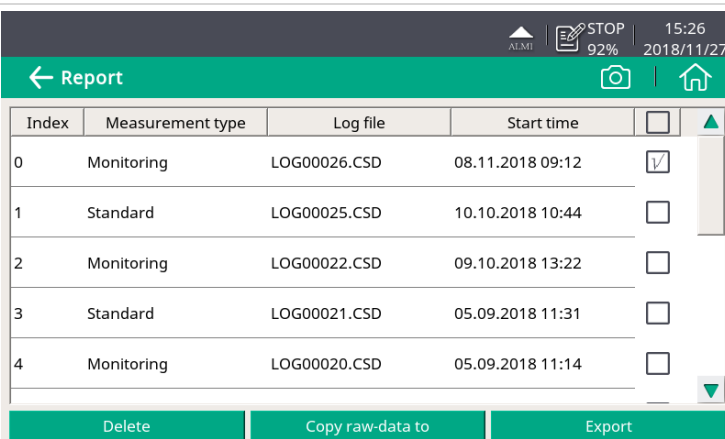 STOP 15:26
ALMI 92% 2018/11/27
Report
Index Measurement type Log file Start time
0 Monitoring LOG00026.CSD 08.11.2018 09:12
1 Standard LOG00025.CSD 10.10.2018 10:44
2 Monitoring LOG00022.CSD 09.10.2018 13:22
3 Standard LOG00021.CSD 05.09.2018 11:31
4 Monitoring LOG00020.CSD 05.09.2018 11:14
Delete Copy raw-data to Export